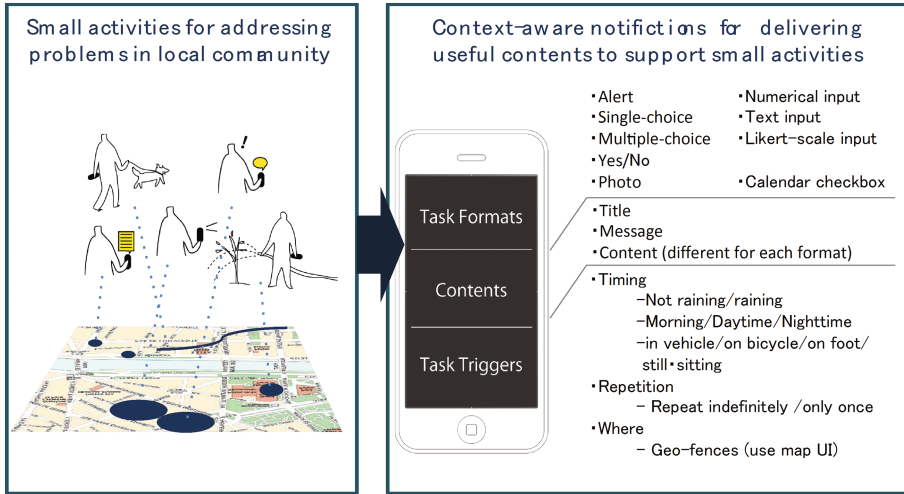 Small activities for addressing
problems in local community
Context-aware notifictions for delivering
useful contents to support small activities
・Alert
・Single-choice
・Multiple-choice
・Yes/No
・Photo
・Numerical input
・Text input
・Likert-scale input
・Calendar checkbox
Task Formats
・Title
・Message
・Content (different for each format)
Contents
・Timing
−Not raining/raining
−Morning/Daytime/Nighttime
−in vehicle/on bicycle/on foot/
still・sitting
Task Triggers
・Repetition
− Repeat indefinitely /only once
・Where
− Geo-fences (use map UI)